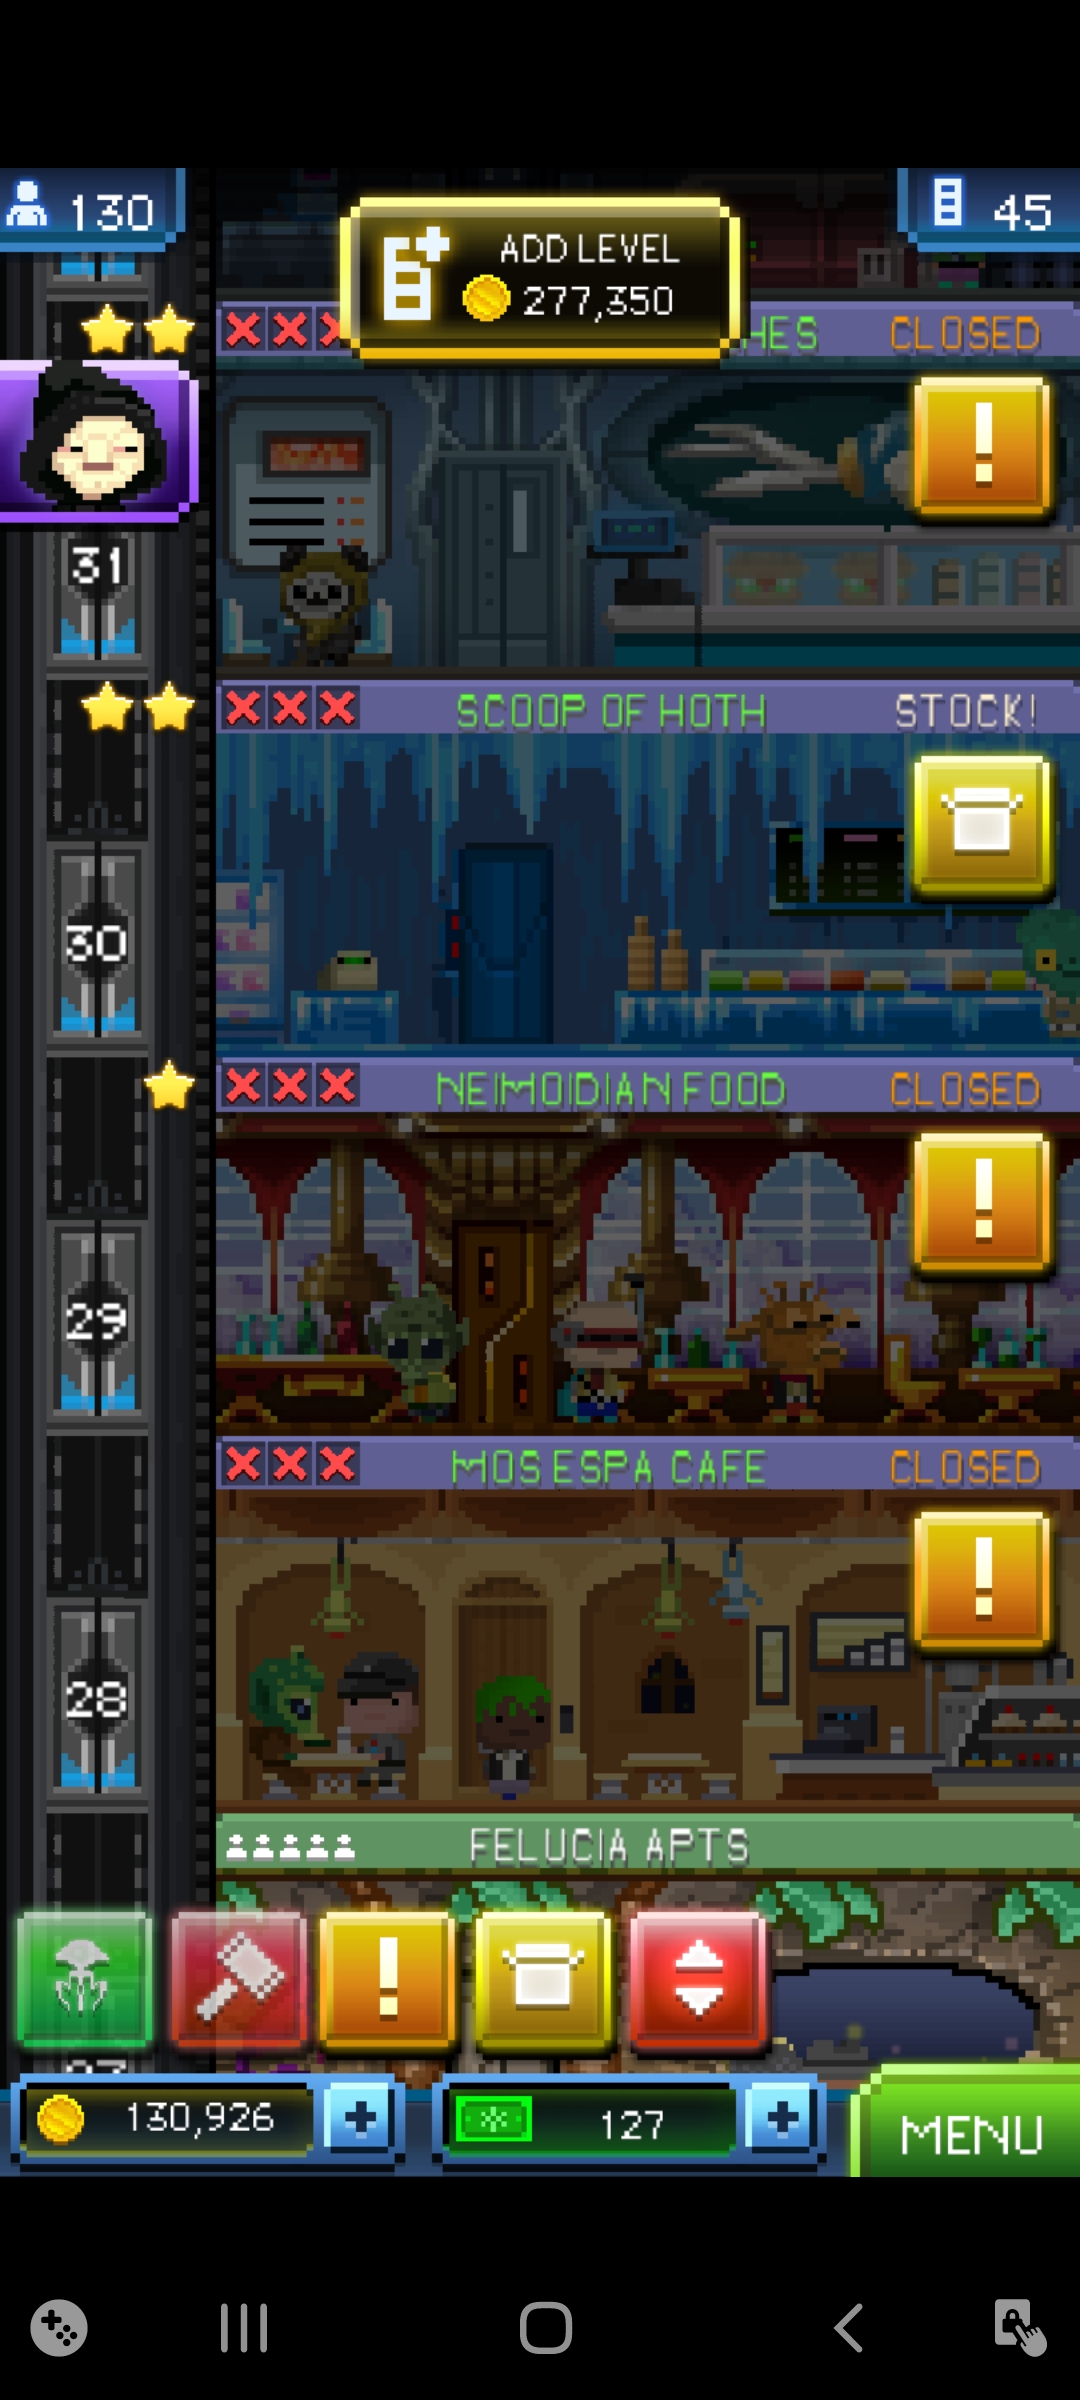 130
ADD LEVEL
277,350
45
HES
CLOSED
31
SCOOP OF HOTH
STOCK!
30
NEIMOIDIAN FOOD
CLOSED
29
MOS ESPA CAFE
CLOSED
28
FELUCIA APTS
130,926
127
MENU